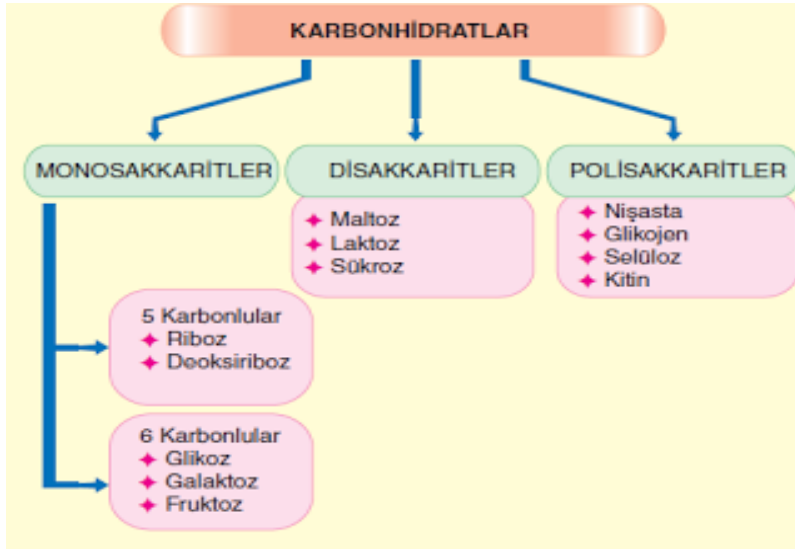 KARBONHİDRATLAR
MONOSAKKARİTLER
DİSAKKARİTLER
POLİSAKKARİTLER
Maltoz
Laktoz
Sükroz
Nişasta
Glikojen
Selüloz
Kitin
5 Karbonlular
Riboz
Deoksiriboz
6 Karbonlular
Glikoz
Galaktoz
Fruktoz